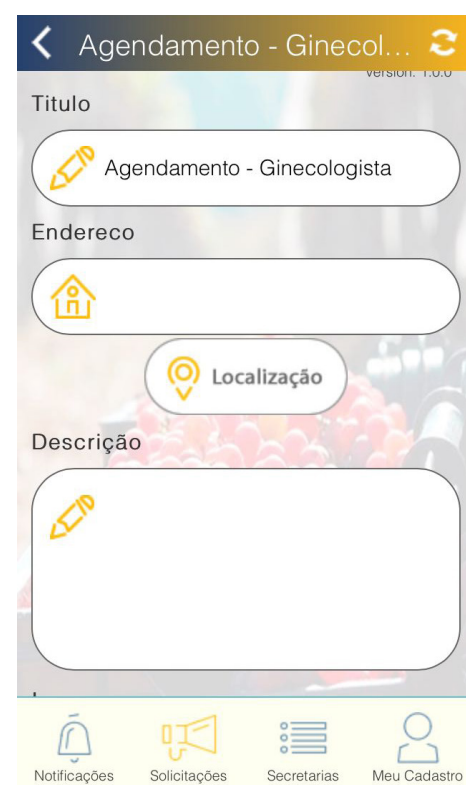 Agendamento - Ginecol...
Version: 1.0.0
Titulo
Agendamento - Ginecologista
Endereco
Localização
Descrição
Notificações
Solicitações
Secretarias
Meu Cadastro